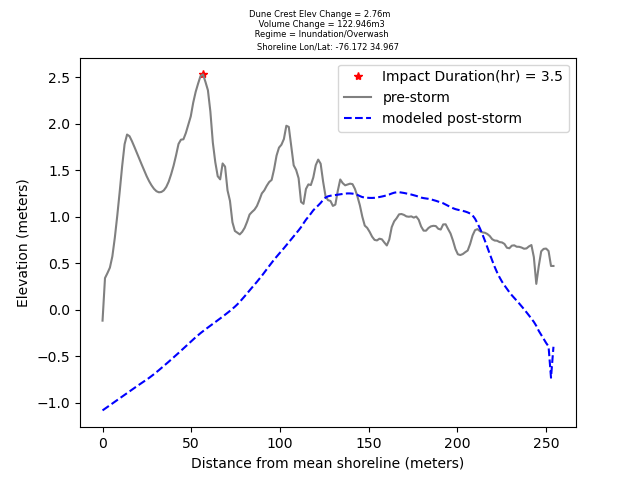 Dune Crest Elev Change = 2.76m
Volume Change = 122.946m3
Regime = Inundation/Overwash
Shoreline Lon/Lat: -76.172 34.967
Impact Duration(hr) = 3.5
pre-storm
modeled post-storm
Elevation (meters)
2.5
2.0
1.5
1.0
0.5
0.0
−0.5
−1.0
0
50
100
150
200
250
Distance from mean shoreline (meters)